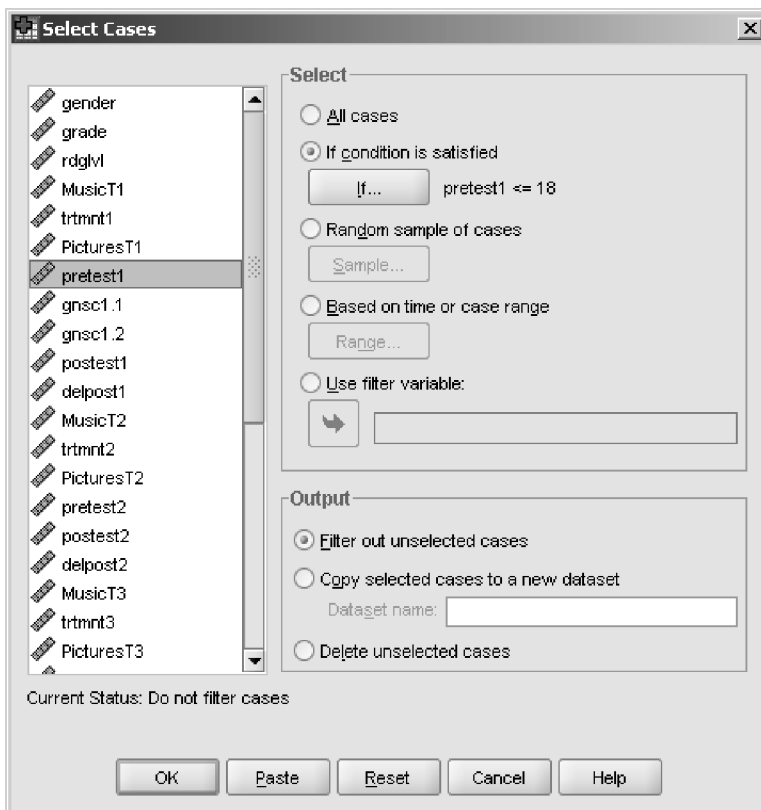 Select Cases
gender
grade
rdglvl
MusicT1
trtmnt1
PicturesT1
pretest1
gnsc1.1
gnsc1.2
postest1
delpost1
MusicT2
trtmnt2
PicturesT2
pretest2
postest2
delpost2
MusicT3
trtmnt3
PicturesT3
Select
All cases
If condition is satisfied
If... pretest1 <= 18
Random sample of cases
Sample...
Based on time or case range
Range...
Use filter variable:
Output
Filter out unselected cases
Copy selected cases to a new dataset
Dataset name:
Delete unselected cases
Current Status: Do not filter cases
OK Paste Reset Cancel Help